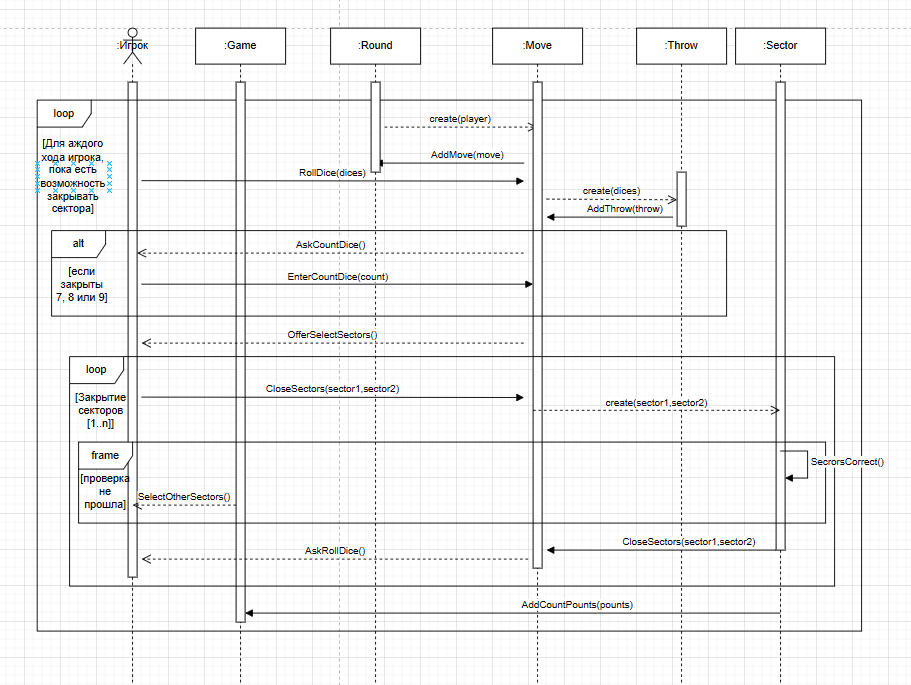 :Игрок
:Game
:Round
:Move
:Throw
:Sector
loop
[Для аждого
хода игрока,
пока есть
возможность
закрывать
сектора]
create(player)
AddMove(move)
RollDice(dices)
create(dices)
AddThrow(throw)
alt
[если
закрыты
7, 8 или 9]
AskCountDice()
EnterCountDice(count)
OfferSelectSectors()
loop
[Закрытие
секторов
[1..n]]
CloseSectors(sector1,sector2)
create(sector1,sector2)
frame
[проверка
не
прошла]
SecrorsCorrect()
SelectOtherSectors()
CloseSectors(sector1,sector2)
AskRollDice()
AddCountPounts(pounts)